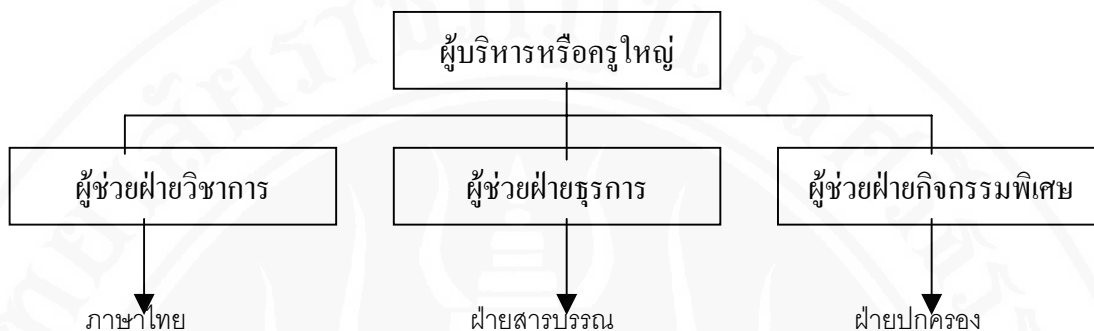 ผู้บริหารหรือครูใหญ่
ผู้ช่วยฝ่ายวิชาการ ผู้ช่วยฝ่ายธุรการ ผู้ช่วยฝ่ายกิจกรรมพิเศษ
ภาษาไทย ฝ่ายสารบรรณ ฝ่ายปกครอง